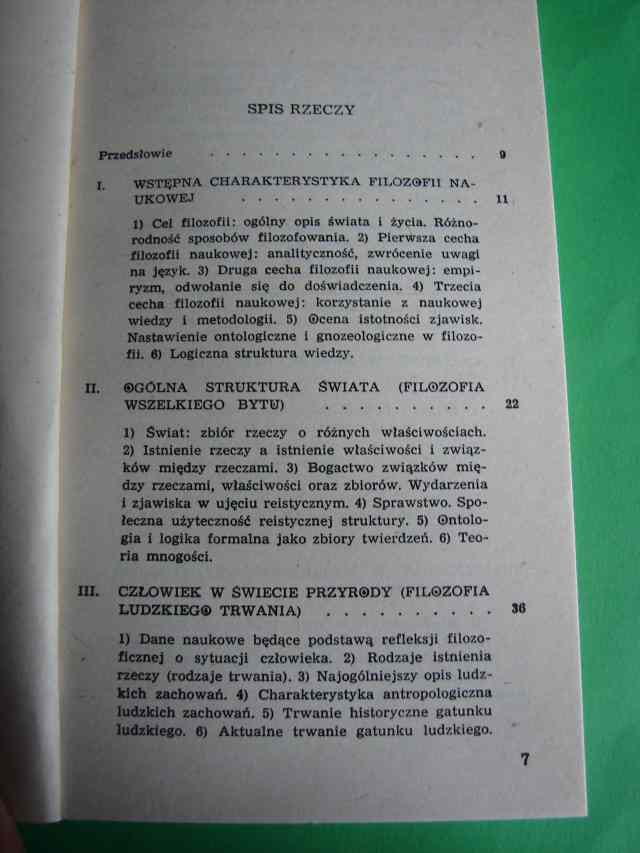 SPIS RZECZY
Przedsłowie . . . . . . . . . . . . . . . . . 9
I. WSTĘPNA CHARAKTERYSTYKA FILOZOFII NA-
UKOWEJ . . . . . . . . . . . . . . . 11
1) Cel filozofii: ogólny opis świata i życia. Różno-
rodność sposobów filozofowania. 2) Pierwsza cecha
filozofii naukowej: analityczność, zwrócenie uwagi
na język. 3) Druga cecha filozofii naukowej: empi-
ryzm, odwołanie się do doświadczenia. 4) Trzecia
cecha filozofii naukowej: korzystanie z naukowej
wiedzy i metodologii. 5) Ocena istotności zjawisk.
Nastawienie ontologiczne i gnozeologiczne w filozo-
fii. 6) Logiczna struktura wiedzy.
II. OGÓLNA STRUKTURA ŚWIATA (FILOZOFIA
WSZELKIEGO BYTU) . . . . . . . . . . 22
1) Świat: zbiór rzeczy o różnych właściwościach.
2) Istnienie rzeczy a istnienie właściwości i związ-
ków między rzeczami. 3) Bogactwo związków mię-
dzy rzeczami, właściwości oraz zbiorów. Wydarzenia
i zjawiska w ujęciu reistycznym. 4) Sprawstwo. Spo-
łeczna użyteczność reistycznej struktury. 5) Ontolo-
gia i logika formalna jako zbiory twierdzeń. 6) Teo-
ria mnogości.
III. CZŁOWIEK W ŚWIECIE PRZYRODY (FILOZOFIA
LUDZKIEGO TRWANIA) . . . . . . . . . . 36
1) Dane naukowe będące podstawą refleksji filozo-
ficznej o sytuacji człowieka. 2) Rodzaje istnienia
rzeczy (rodzaje trwania). 3) Najogólniejszy opis ludz-
kich zachowań. 4) Charakterystyka antropologiczna
ludzkich zachowań. 5) Trwanie historyczne gatunku
ludzkiego. 6) Aktualne trwanie gatunku ludzkiego.
7